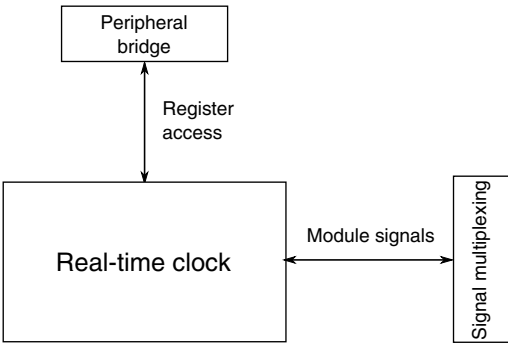 Peripheral
bridge
Register
access
Real-time clock
Module signals
Signal multiplexing